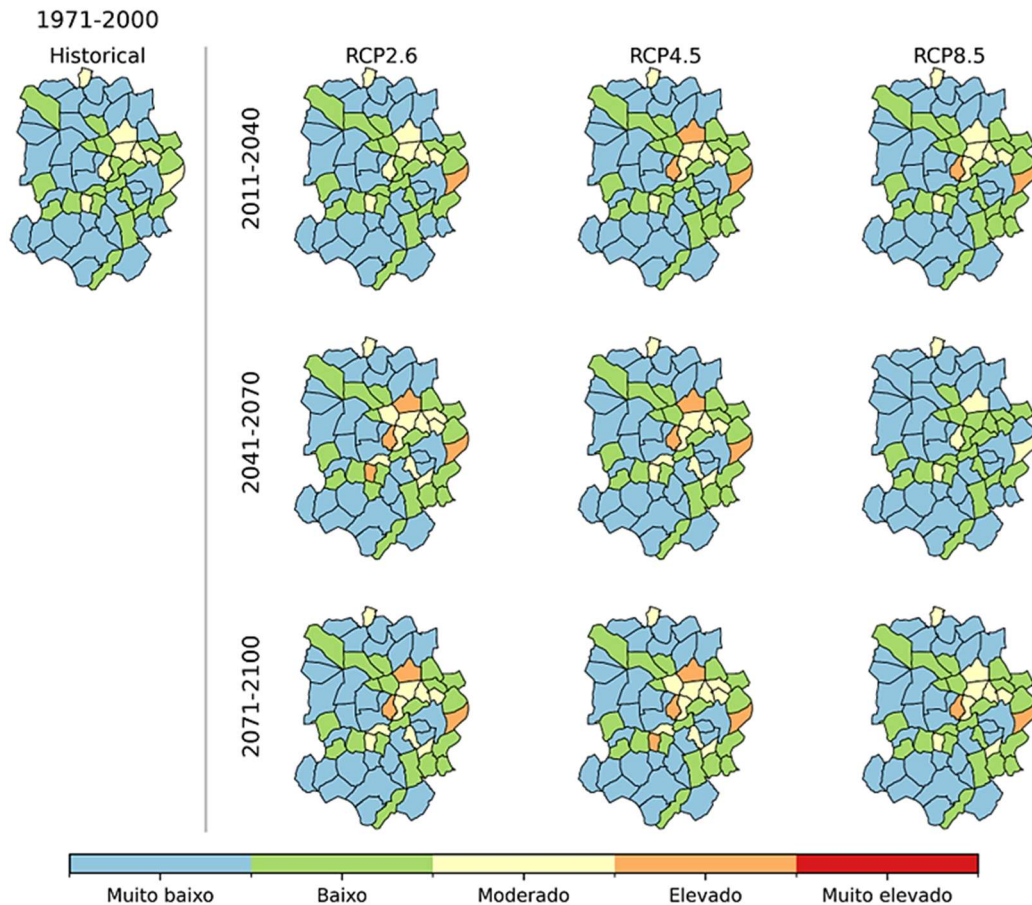 1971-2000
Historical
RCP2.6
RCP4.5
RCP8.5
2011-2040
2041-2070
2071-2100
Muito baixo
Baixo
Moderado
Elevado
Muito elevado